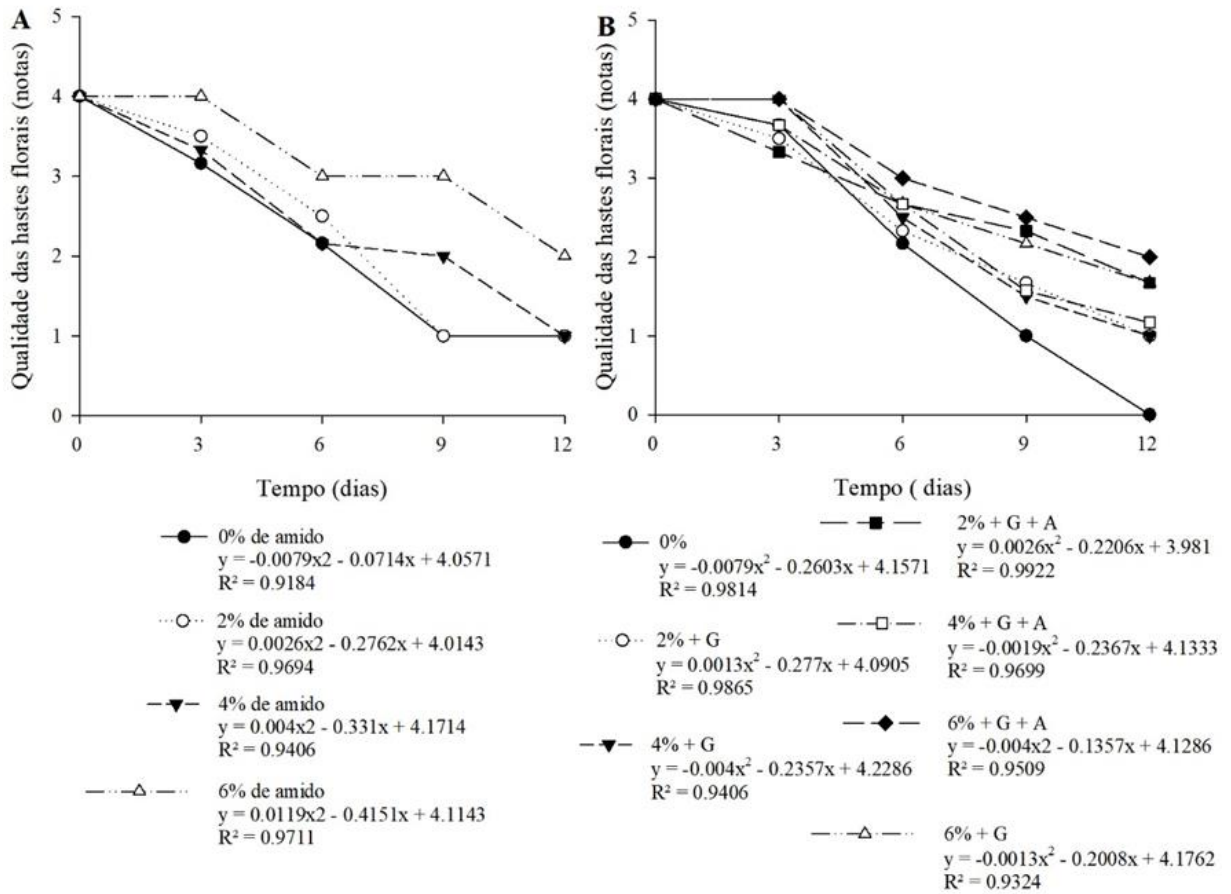 A
Qualidade das hastes florais (notas)
5
4
3
2
1
0
0 3 6 9 12
Tempo (dias)
0% de amido
y = -0.0079x2 - 0.0714x + 4.0571
R² = 0.9184
2% de amido
y = 0.0026x2 - 0.2762x + 4.0143
R² = 0.9694
4% de amido
y = 0.004x2 - 0.331x + 4.1714
R² = 0.9406
6% de amido
y = 0.0119x2 - 0.4151x + 4.1143
R² = 0.9711
B
Qualidade das hastes florais (notas)
5
4
3
2
1
0
0 3 6 9 12
Tempo ( dias)
0%
y = -0.0079x² - 0.2603x + 4.1571
R² = 0.9814
2% + G
y = 0.0013x² - 0.277x + 4.0905
R² = 0.9865
4% + G
y = -0.004x² - 0.2357x + 4.2286
R² = 0.9406
2% + G + A
y = 0.0026x² - 0.2206x + 3.981
R² = 0.9922
4% + G + A
y = -0.0019x² - 0.2367x + 4.1333
R² = 0.9699
6% + G + A
y = -0.004x2 - 0.1357x + 4.1286
R² = 0.9509
6% + G
y = -0.0013x² - 0.2008x + 4.1762
R² = 0.9324